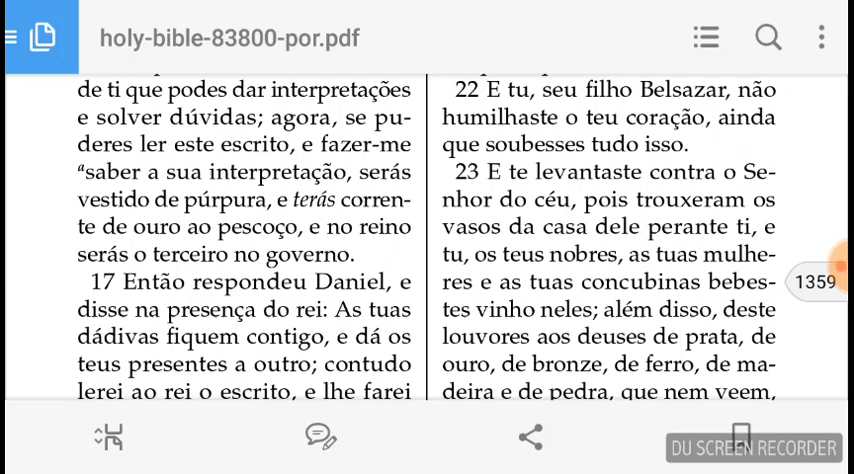 holy-bible-83800-por.pdf
de ti que podes dar interpretações
e solver dúvidas; agora, se pu-
deres ler este escrito, e fazer-me
ᵃsaber a sua interpretação, serás
vestido de púrpura, e terás corren-
te de ouro ao pescoço, e no reino
serás o terceiro no governo.
17 Então respondeu Daniel, e
disse na presença do rei: As tuas
dádivas fiquem contigo, e dá os
teus presentes a outro; contudo
lerei ao rei o escrito, e lhe farei
22 E tu, seu filho Belsazar, não
humilhaste o teu coração, ainda
que soubesses tudo isso.
23 E te levantaste contra o Se-
nhor do céu, pois trouxeram os
vasos da casa dele perante ti, e
tu, os teus nobres, as tuas mulhe-
res e as tuas concubinas bebes-
tes vinho neles; além disso, deste
louvores aos deuses de prata, de
ouro, de bronze, de ferro, de ma-
deira e de pedra, que nem veem,
1359
DU SCREEN RECORDER